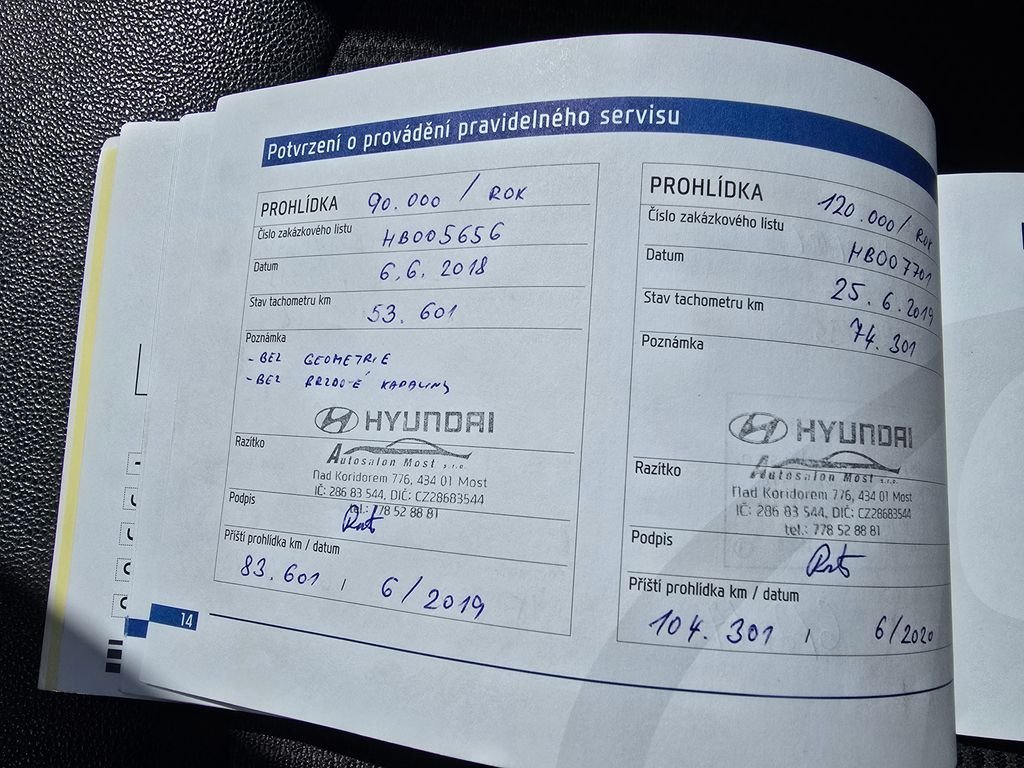 Potvrzení o provádění pravidelného servisu
PROHLÍDKA 90.000 / ROK
Číslo zakázkového listu HB005656
Datum 6.6.2018
Stav tachometru km 53.601
Poznámka
- BEZ GEOMETRIE
- BEZ BRZDOVÉ KAPALINY
HYUNDAI
Razítko
Autosalon Most s.r.o.
Nad Koridorem 776, 434 01 Most
IČ: 286 83 544, DIČ: CZ28683544
tel.: 778 52 88 81
Podpis
Příští prohlídka km / datum
83.601 / 6/2019
14
PROHLÍDKA 120.000/ ROK
Číslo zakázkového listu HB007701
Datum 25.6.2019
Stav tachometru km 74.301
Poznámka
HYUNDAI
Razítko
Autosalon Most s.r.o.
Nad Koridorem 776, 434 01 Most
IČ: 286 83 544, DIČ: CZ28683544
tel.: 778 52 88 81
Podpis
Příští prohlídka km / datum
104.301 / 6/2020